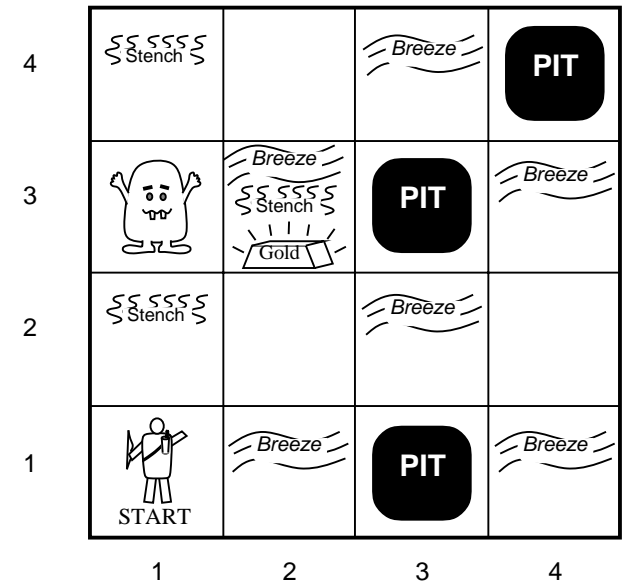 4
Stench
Breeze
PIT
3
Breeze
Stench
Gold
PIT
Breeze
2
Stench
Breeze
1
START
Breeze
PIT
Breeze
1 2 3 4